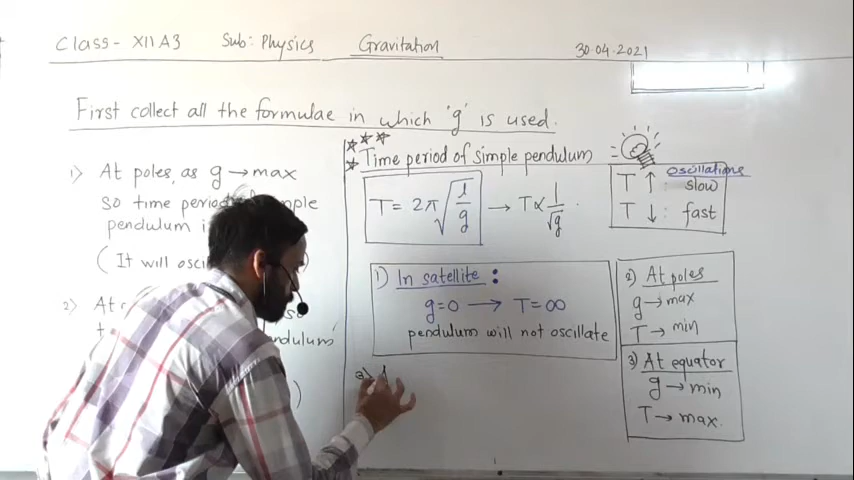 Class- XII A3 Sub: Physics Gravitation 30.04.2021
First collect all the formulae in which 'g' is used.
1) At poles, as g → max
so time period of simple
pendulum i
( It will osci )
2) At
pendulum
Time period of simple pendulum
T = 2π √(l/g) → T ∝ 1/√g .
T ↑ : oscillations slow
T ↓ : fast
1) In satellite :
g=0 → T=∞
pendulum will not oscillate
2) At poles
g → max
T → min
3) At equator
g → min
T → max.